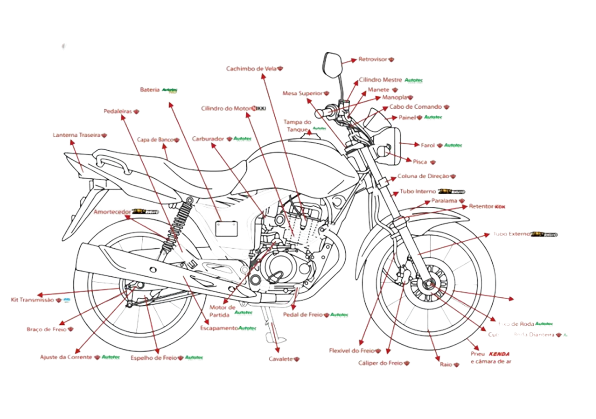 Retrovisor
Cachimbo de Vela
Cilindro Mestre Autotec
Bateria
Manete
Mesa Superior
Manopla
Pedaleiras
Cilindro do Motor
Cabo de Comando
Painel Autotec
Tampo do
Tanque Autotec
Lanterna Traseira
Capa de Banco
Carburador Autotec
Farol Autotec
Pisca
Coluna de Direção
Tubo Interno
Paralama
Retentor
Amortecedor
Tubo Externo
Kit Transmissão
Motor de
Partida Autotec
Pedal de Freio Autotec
Roda Autotec
Braço de Freio
Escapamento Autotec
Ajuste da Corrente Autotec
Espelho de Freio Autotec
Cavalete
Flexível do Freio
Cáliper do Freio
Raio
Pneu KENDA
e câmara de ar